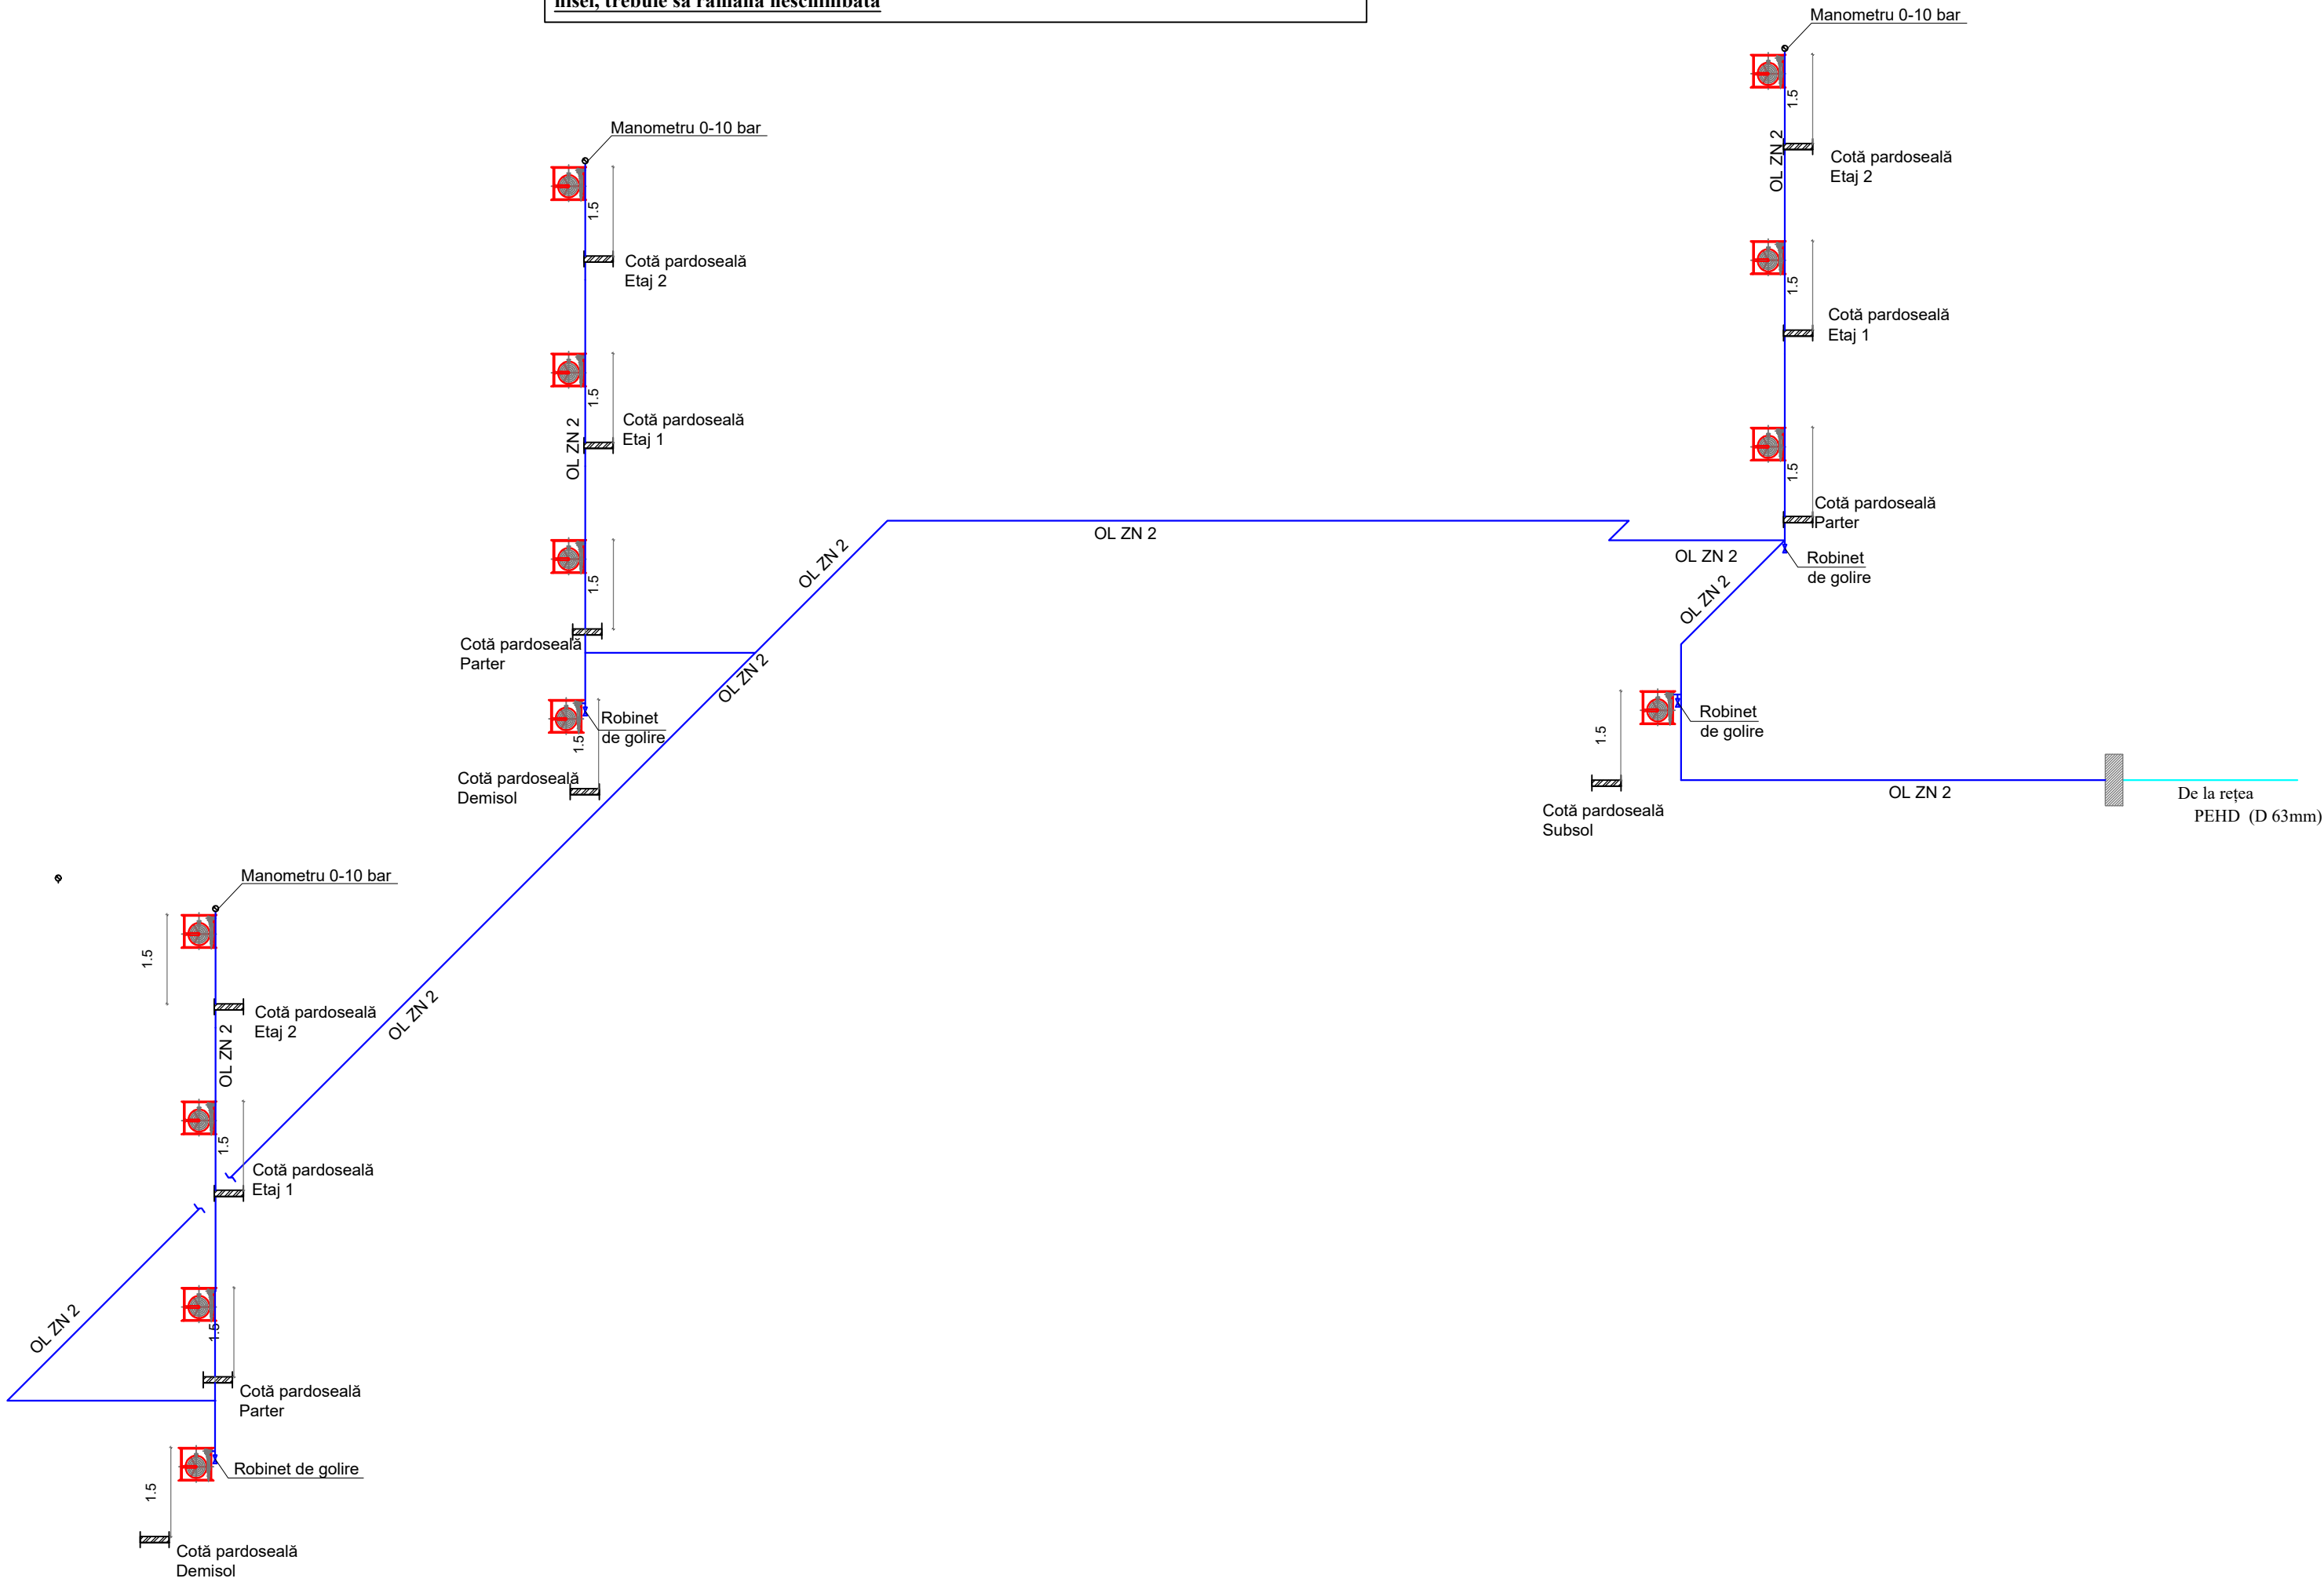 nișei, trebuie să rămână neschimbată
Manometru 0-10 bar
1.5
OL ZN 2
Cotă pardoseală
Etaj 2
1.5
Cotă pardoseală
Etaj 1
1.5
Cotă pardoseală
Parter
Robinet
de golire
Manometru 0-10 bar
1.5
Cotă pardoseală
Etaj 2
1.5
OL ZN 2
Cotă pardoseală
Etaj 1
1.5
Cotă pardoseală
Parter
Robinet
de golire
1.5
Cotă pardoseală
Demisol
OL ZN 2
OL ZN 2
OL ZN 2
OL ZN 2
OL ZN 2
1.5
Robinet
de golire
Cotă pardoseală
Subsol
OL ZN 2
De la rețea
PEHD (D 63mm)
OL ZN 2
Manometru 0-10 bar
1.5
Cotă pardoseală
Etaj 2
OL ZN 2
1.5
Cotă pardoseală
Etaj 1
OL ZN 2
1.5
Cotă pardoseală
Parter
Robinet de golire
1.5
Cotă pardoseală
Demisol